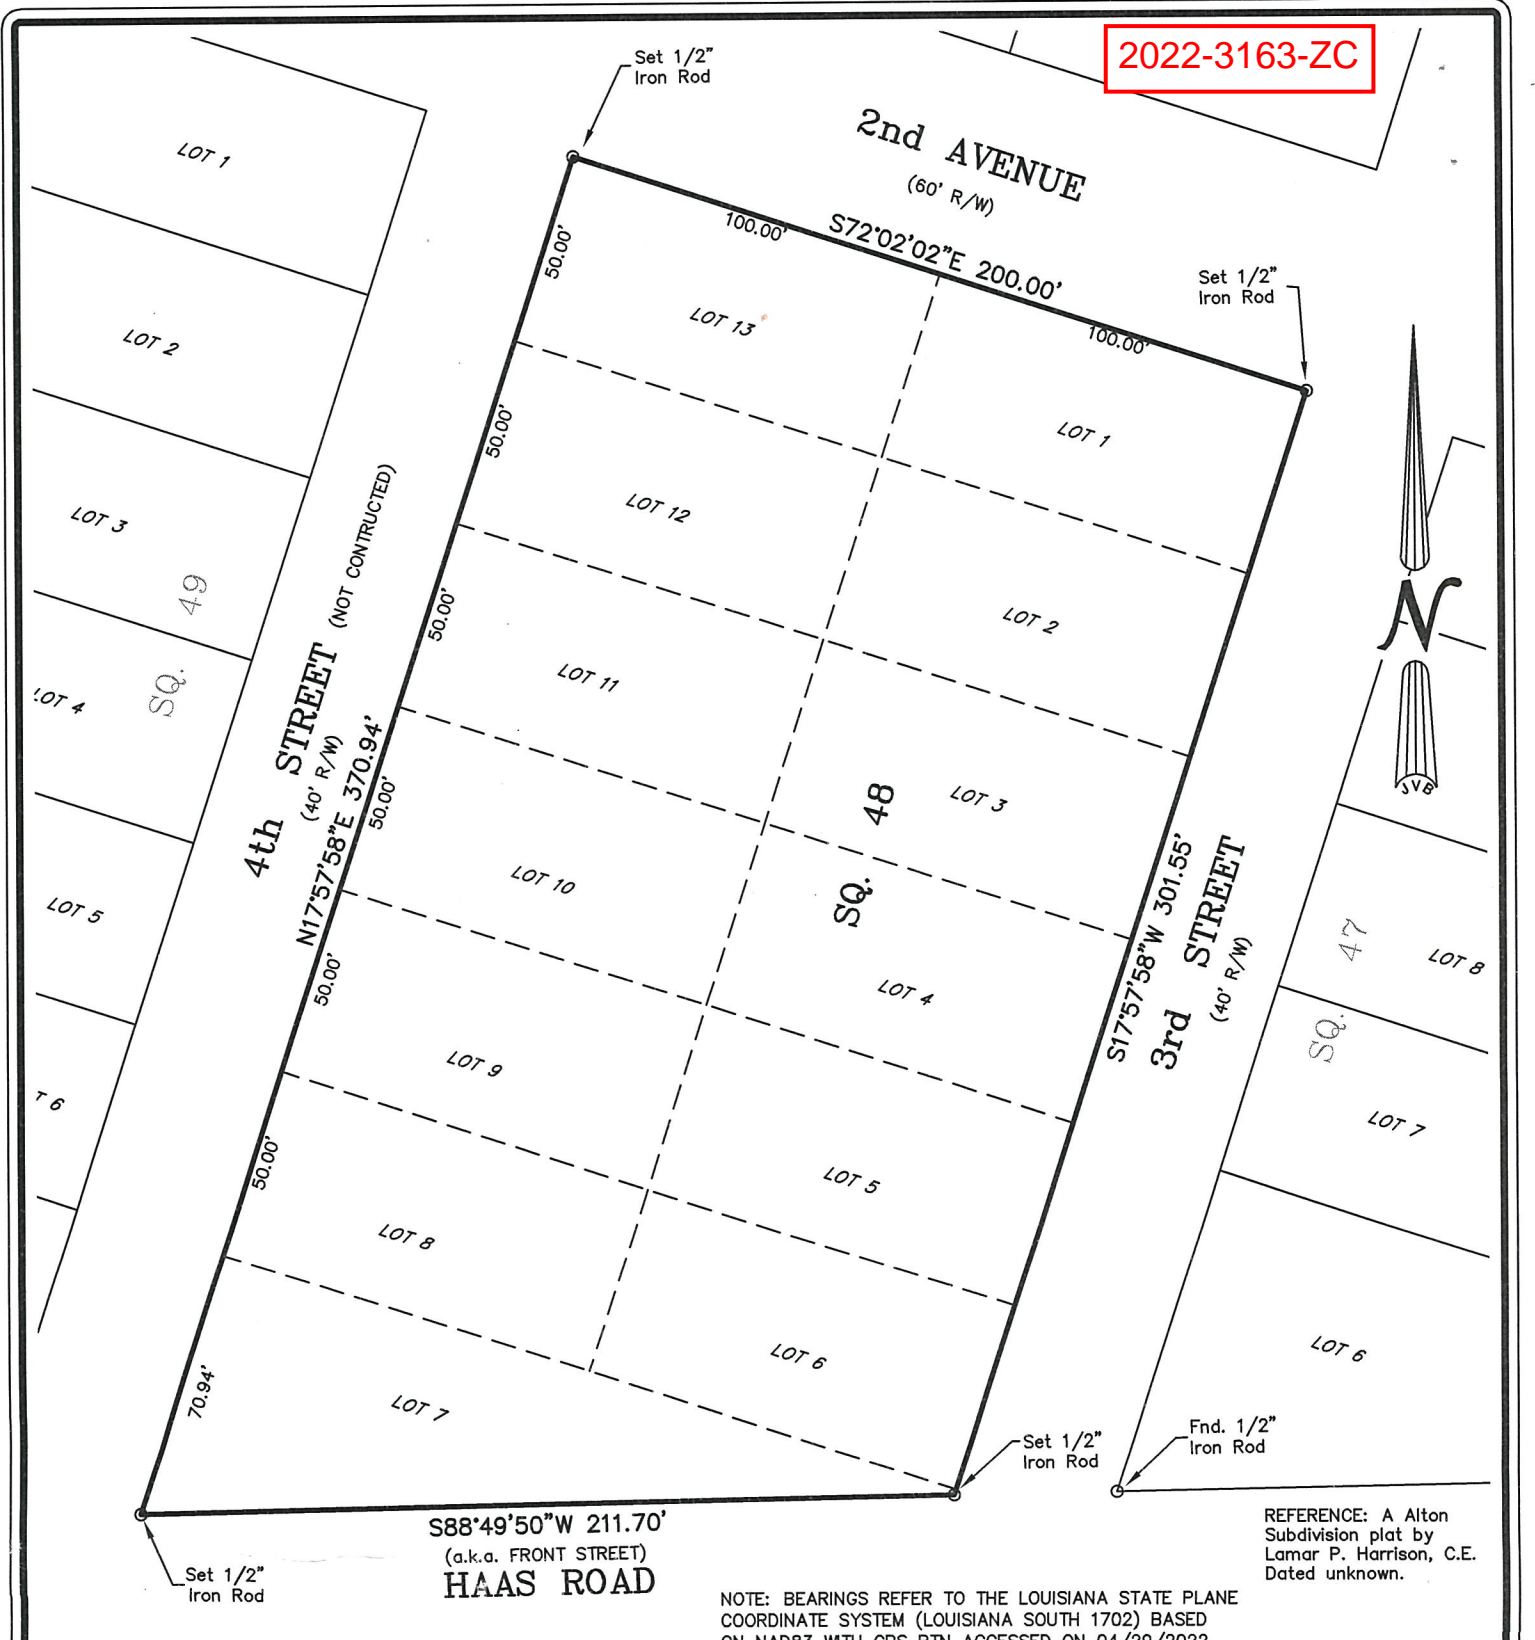 2022-3163-ZC
Set 1/2"
Iron Rod
2nd AVENUE
(60' R/W)
100.00'
S72°02'02"E 200.00'
100.00'
Set 1/2"
Iron Rod
LOT 1
LOT 2
LOT 3
LOT 4
LOT 5
T 6
SQ. 49
4th STREET (NOT CONTRUCTED)
(40' R/W)
N17°57'58"E 370.94'
50.00'
50.00'
50.00'
50.00'
50.00'
50.00'
70.94'
LOT 13
LOT 12
LOT 11
LOT 10
LOT 9
LOT 8
LOT 7
LOT 1
LOT 2
LOT 3
LOT 4
LOT 5
LOT 6
SQ. 48
S17°57'58"W 301.55'
3rd STREET
(40' R/W)
N
JVB
SQ. 47
LOT 8
LOT 7
LOT 6
Set 1/2"
Iron Rod
Fnd. 1/2"
Iron Rod
Set 1/2"
Iron Rod
S88°49'50"W 211.70'
(a.k.a. FRONT STREET)
HAAS ROAD
REFERENCE: A Alton
Subdivision plat by
Lamar P. Harrison, C.E.
Dated unknown.
NOTE: BEARINGS REFER TO THE LOUISIANA STATE PLANE
COORDINATE SYSTEM (LOUISIANA SOUTH 1702) BASED